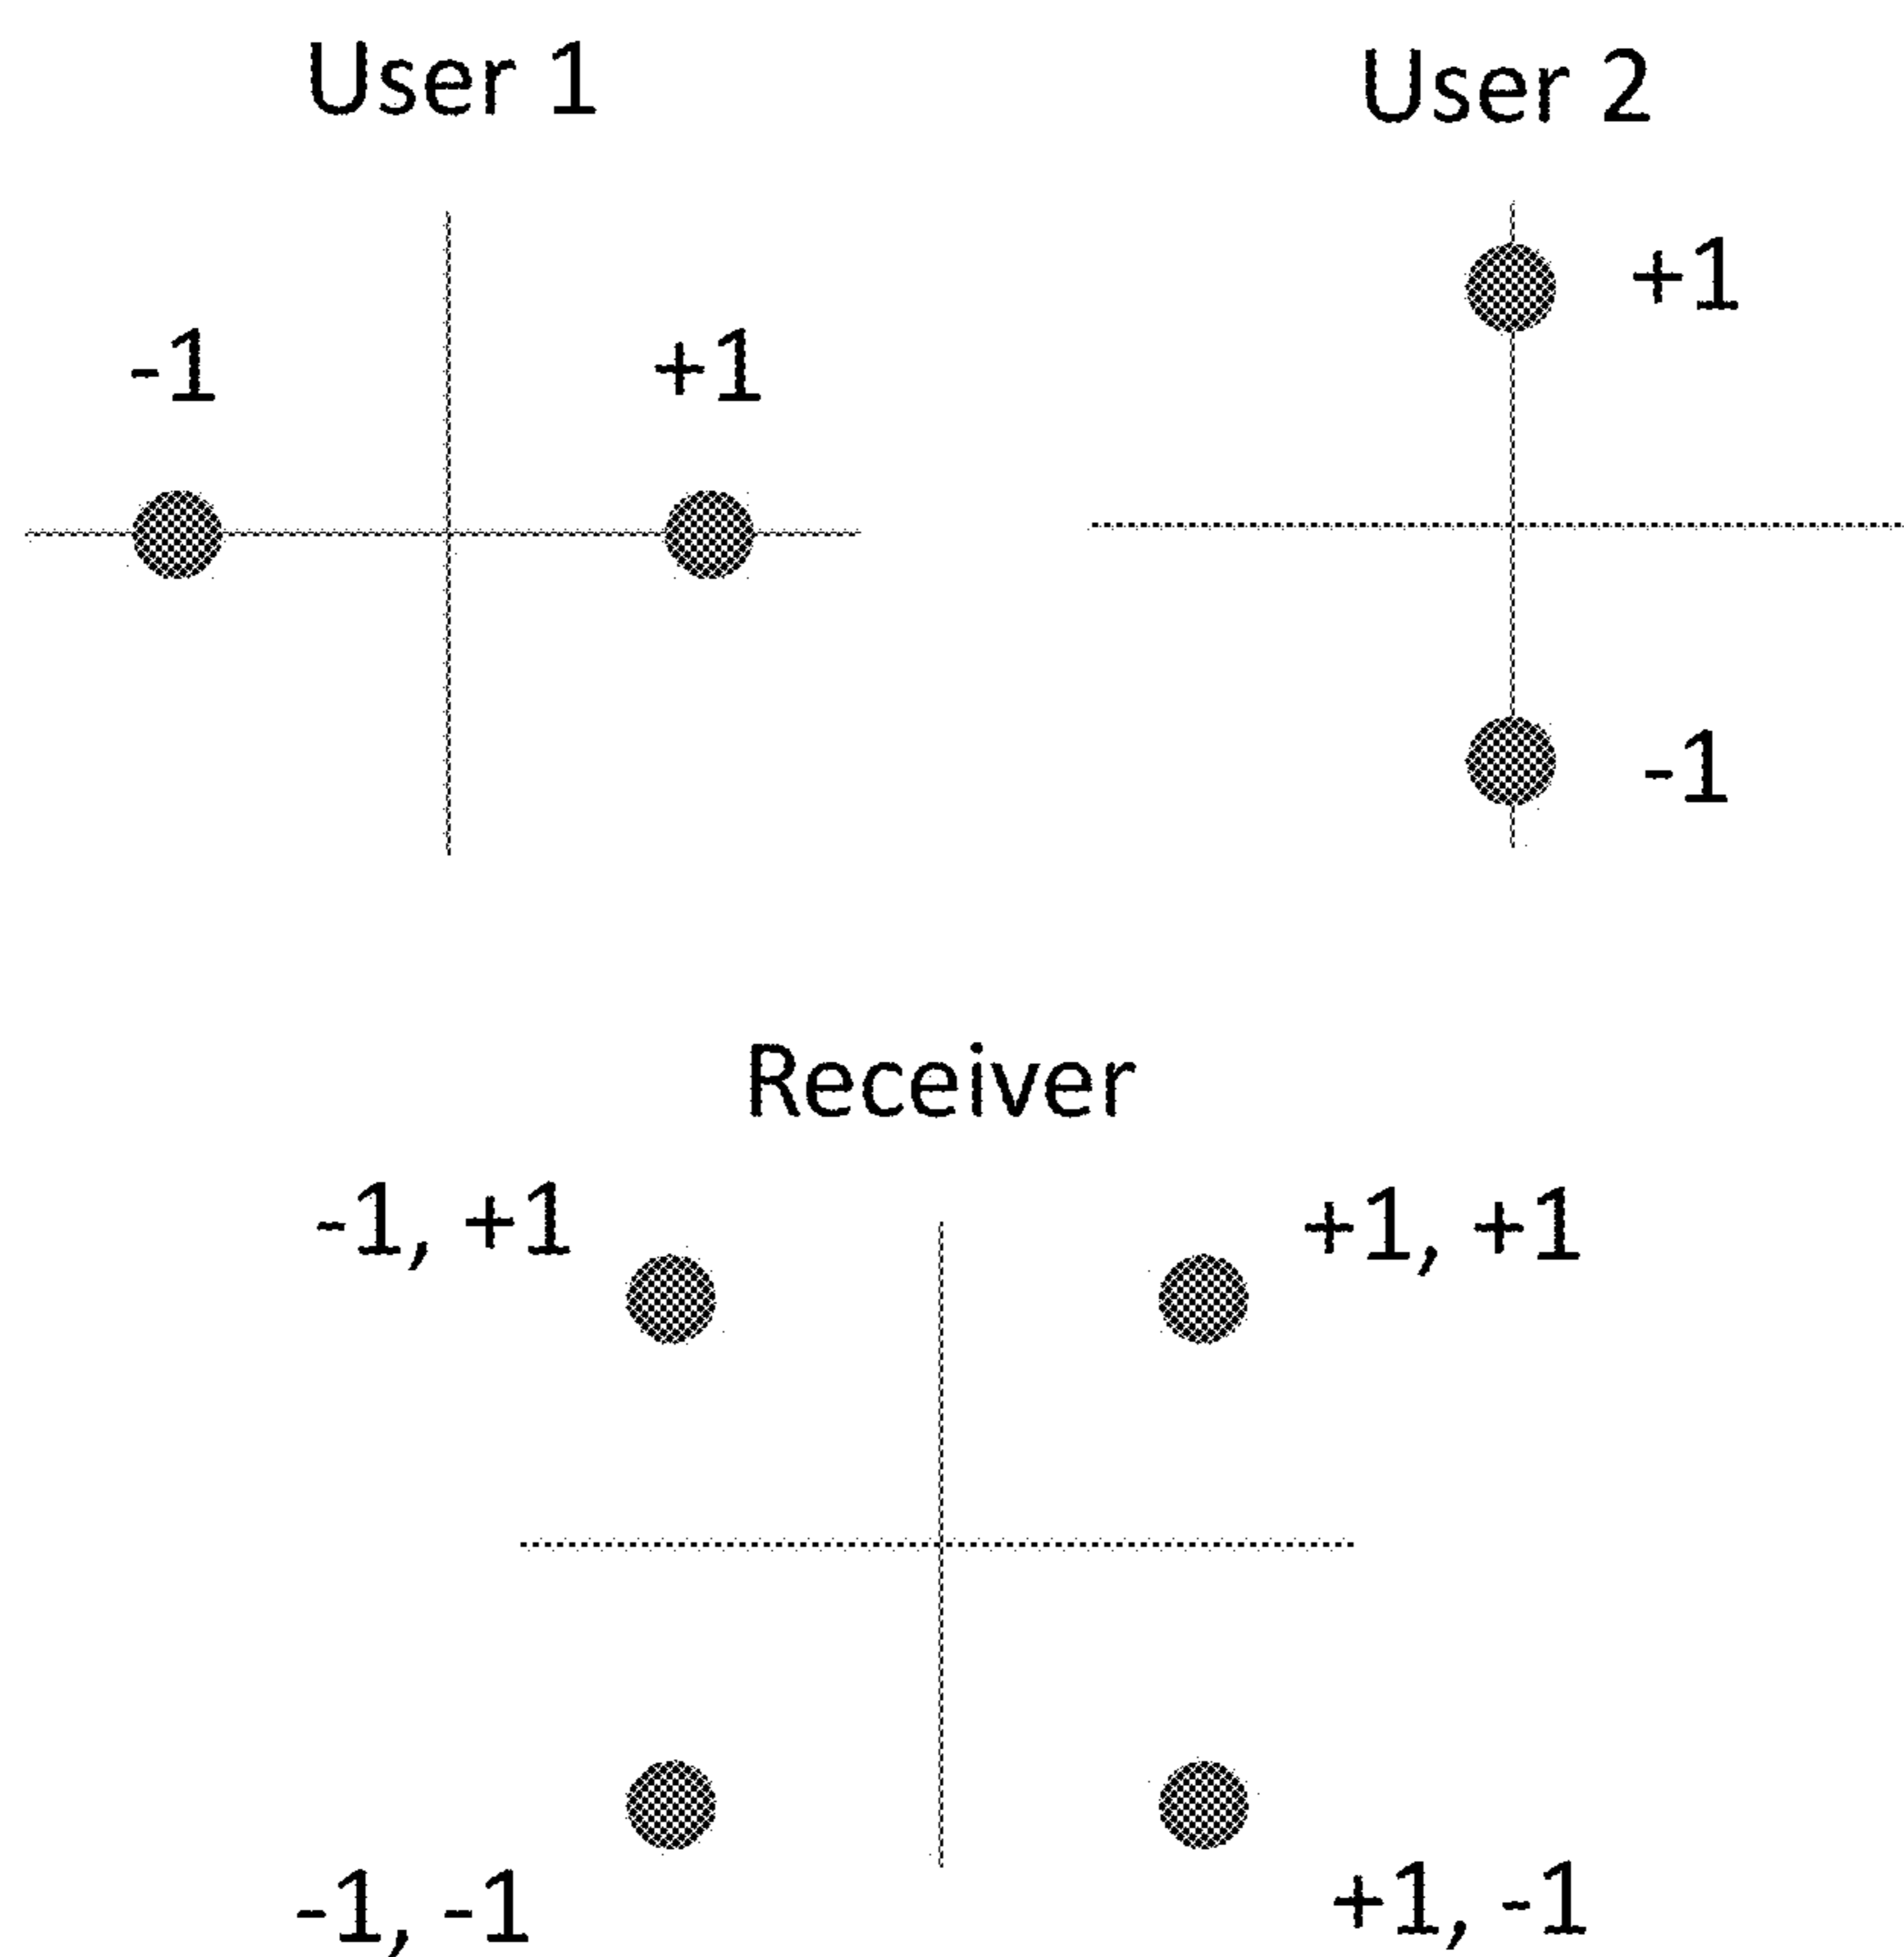 User 1
User 2
-1
+1
+1
-1
Receiver
-1, +1
+1, +1
-1, -1
+1, -1